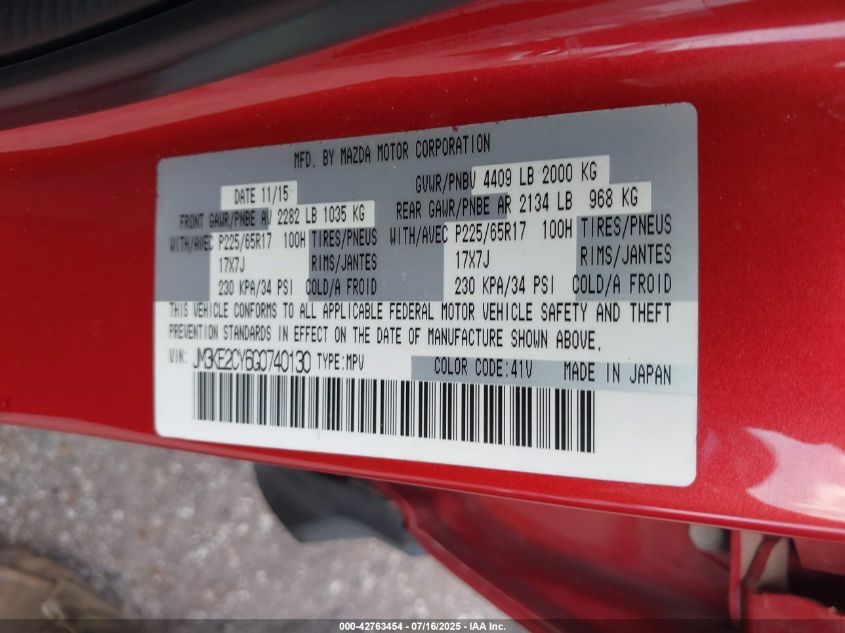 MFD. BY MAZDA MOTOR CORPORATION
DATE 11/15 GVWR/PNBV 4409 LB 2000 KG
FRONT GAWR/PNBE AV 2282 LB 1035 KG REAR GAWR/PNBE AR 2134 LB 968 KG
WITH/AVEC P225/65R17 100H TIRES/PNEUS WITH/AVEC P225/65R17 100H TIRES/PNEUS
17X7J RIMS/JANTES 17X7J RIMS/JANTES
230 KPA/34 PSI COLD/A FROID 230 KPA/34 PSI COLD/A FROID
THIS VEHICLE CONFORMS TO ALL APPLICABLE FEDERAL MOTOR VEHICLE SAFETY AND THEFT
PREVENTION STANDARDS IN EFFECT ON THE DATE OF MANUFACTURE SHOWN ABOVE.
VIN: JM3KE2CY6G0740130 TYPE:MPV COLOR CODE:41V MADE IN JAPAN
000-42763454 - 07/16/2025 - IAA Inc.